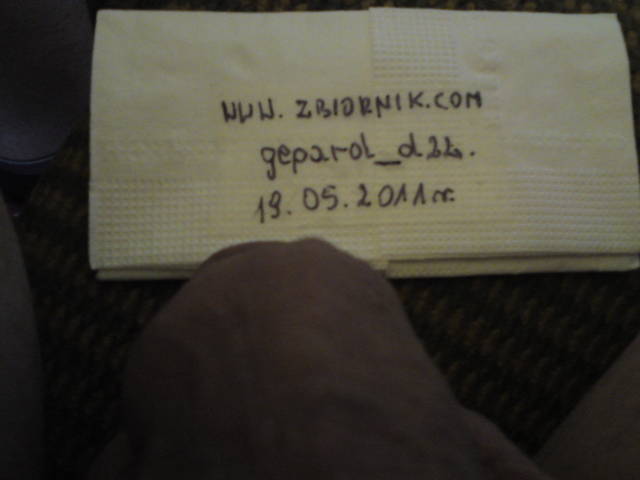 WWW. ZBIORNIK.COM
geparol_d22.
19.05.2011r.